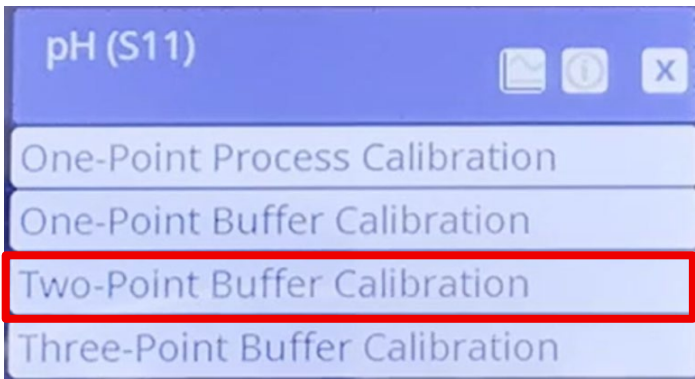 pH (S11)
X
One-Point Process Calibration
One-Point Buffer Calibration
Two-Point Buffer Calibration
Three-Point Buffer Calibration